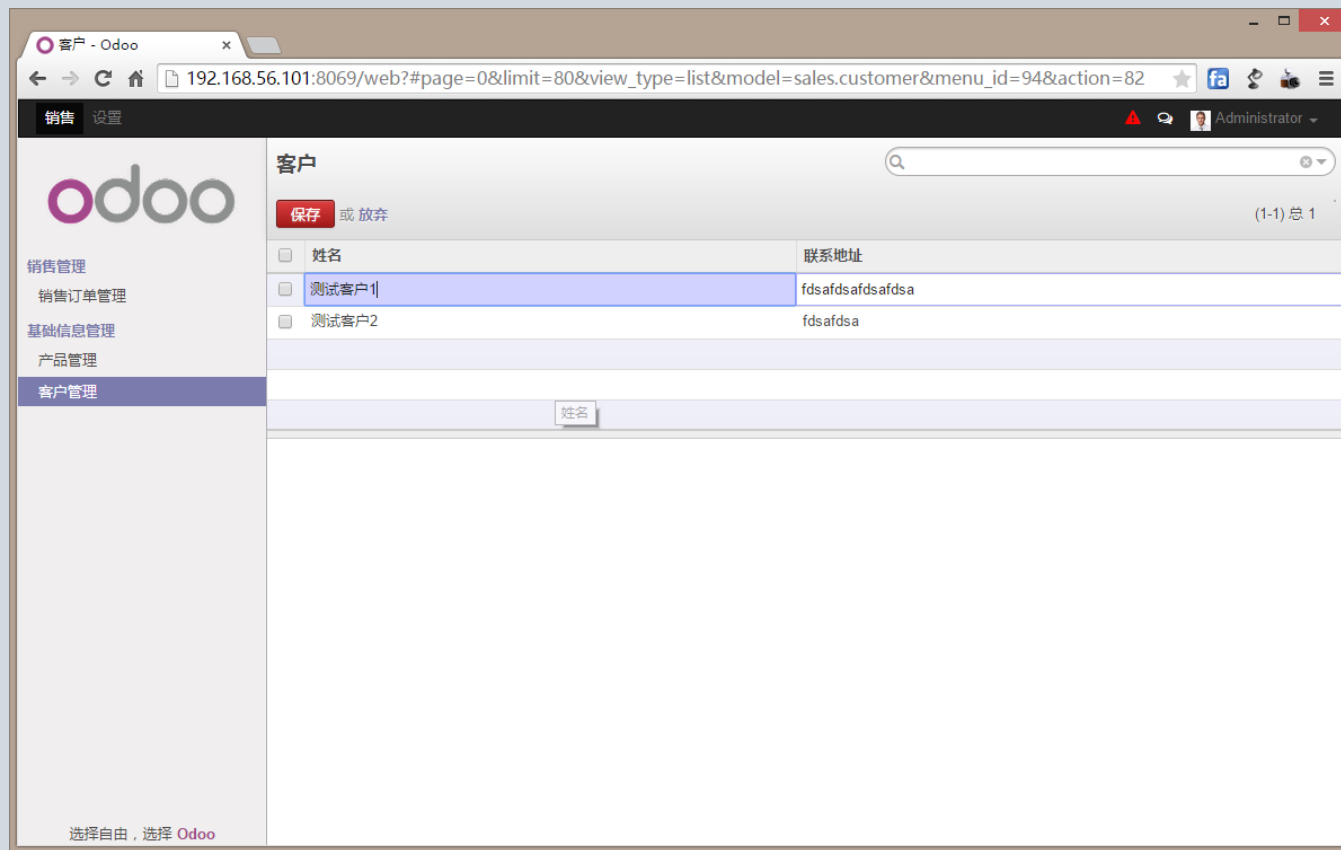 客户 - Odoo
192.168.56.101:8069/web?#page=0&limit=80&view_type=list&model=sales.customer&menu_id=94&action=82
fa
销售 设置
Administrator
odoo
销售管理
销售订单管理
基础信息管理
产品管理
客户管理
选择自由，选择 Odoo
客户
保存 或 放弃
(1-1) 总 1
姓名 联系地址
测试客户1 fdsafdsafdsafdsa
测试客户2 fdsafdsa
姓名